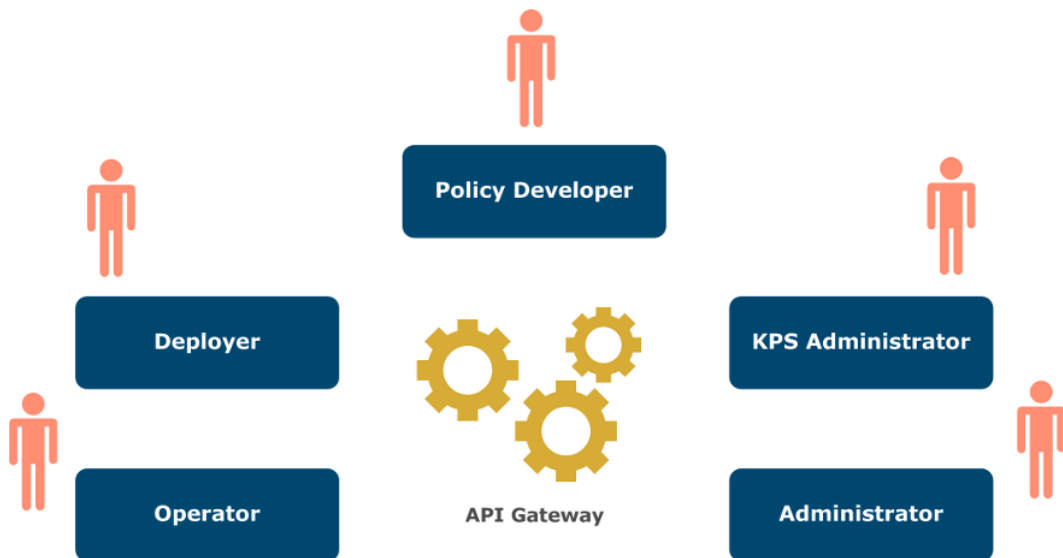 Policy Developer
Deployer
KPS Administrator
Operator
API Gateway
Administrator